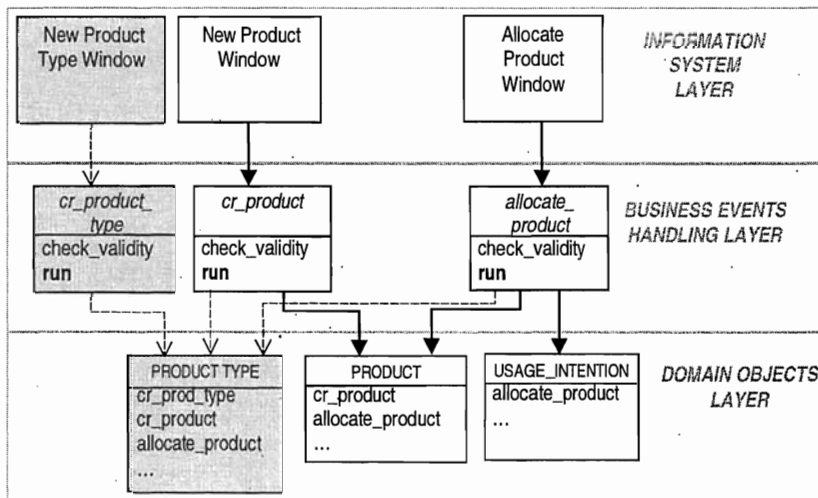 New Product
Type Window
New Product
Window
Allocate
Product
Window
INFORMATION
SYSTEM
LAYER
cr_product_
type
check_validity
run
cr_product
check_validity
run
allocate_
product
check_validity
run
BUSINESS EVENTS
HANDLING LAYER
PRODUCT TYPE
cr_prod_type
cr_product
allocate_product
...
PRODUCT
cr_product
allocate_product
...
USAGE_INTENTION
allocate_product
...
DOMAIN OBJECTS
LAYER